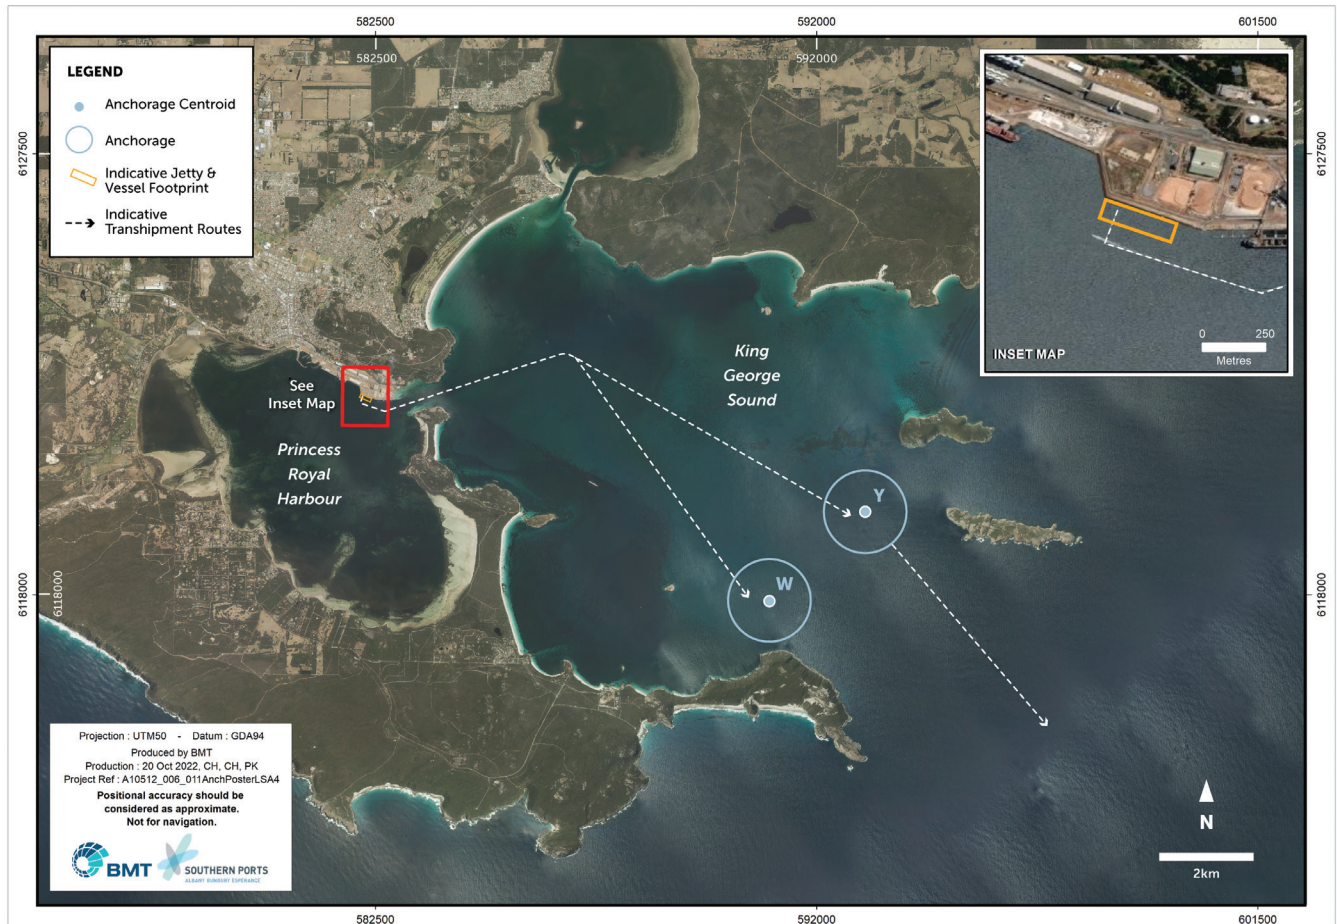 582500
592000
601500
582500
592000
LEGEND
Anchorage Centroid
Anchorage
Indicative Jetty &
Vessel Footprint
Indicative
Transhipment Routes
6127500
6127500
INSET MAP
0 250
Metres
See
Inset Map
King
George
Sound
Princess
Royal
Harbour
Y
W
6118000
6118000
6118000
Projection : UTM50 - Datum : GDA94
Produced by BMT
Production : 20 Oct 2022, CH, CH, PK
Project Ref : A10512_006_011AnchPosterLSA4
Positional accuracy should be
considered as approximate.
Not for navigation.
BMT
SOUTHERN PORTS
ALBANY BUNBURY ESPERANCE
N
2km
582500
592000
601500